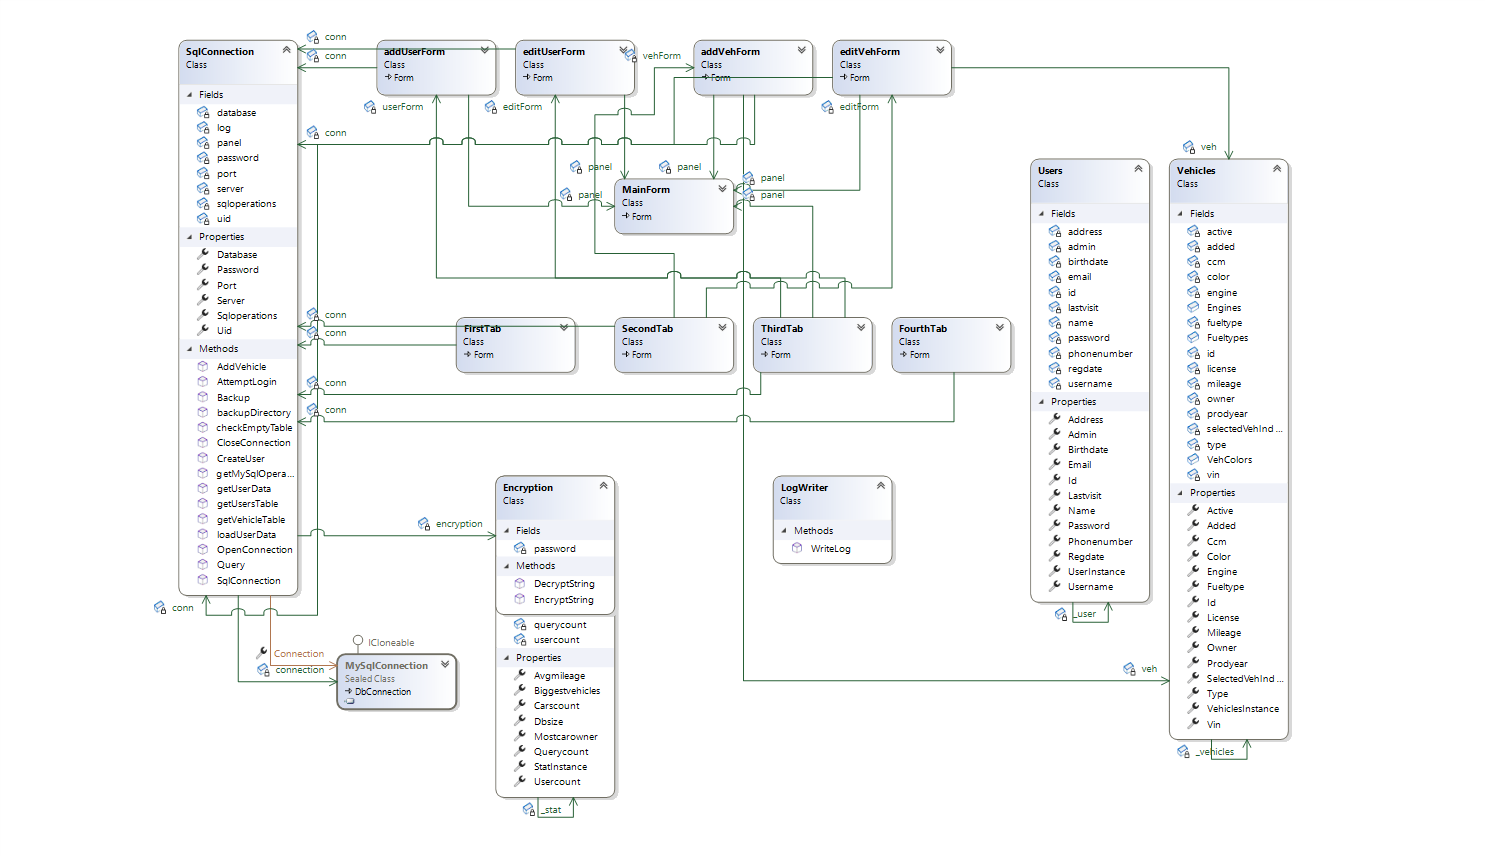 conn
conn
SqlConnection
Class
Fields
database
log
panel
password
port
server
sqloperations
uid
Properties
Database
Password
Port
Server
Sqloperations
Uid
Methods
AddVehicle
AttemptLogin
Backup
backupDirectory
checkEmptyTable
CloseConnection
CreateUser
getMySqlOpera...
getUserData
getUsersTable
getVehicleTable
loadUserData
OpenConnection
Query
SqlConnection
addUserForm
Class
Form
editUserForm
Class
Form
vehForm
addVehForm
Class
Form
editVehForm
Class
Form
userForm
editForm
editForm
conn
panel
panel
panel
panel
panel
MainForm
Class
Form
veh
conn
conn
FirstTab
Class
Form
SecondTab
Class
Form
ThirdTab
Class
Form
FourthTab
Class
Form
conn
conn
Users
Class
Fields
address
admin
birthdate
email
id
lastvisit
name
password
phonenumber
regdate
username
Properties
Address
Admin
Birthdate
Email
Id
Lastvisit
Name
Password
Phonenumber
Regdate
UserInstance
Username
_user
Vehicles
Class
Fields
active
added
ccm
color
engine
Engines
fueltype
Fueltypes
id
license
mileage
owner
prodyear
selectedVehInd ...
type
VehColors
vin
Properties
Active
Added
Ccm
Color
Engine
Fueltype
Id
License
Mileage
Owner
Prodyear
SelectedVehInd ...
Type
VehiclesInstance
Vin
veh
_vehicles
encryption
Encryption
Class
Fields
password
Methods
DecryptString
EncryptString
querycount
usercount
Properties
Avgmileage
Biggestvehicles
Carscount
Dbsize
Mostcarowner
Querycount
StatInstance
Usercount
_stat
LogWriter
Class
Methods
WriteLog
conn
Connection
connection
ICloneable
MySqlConnection
Sealed Class
DbConnection